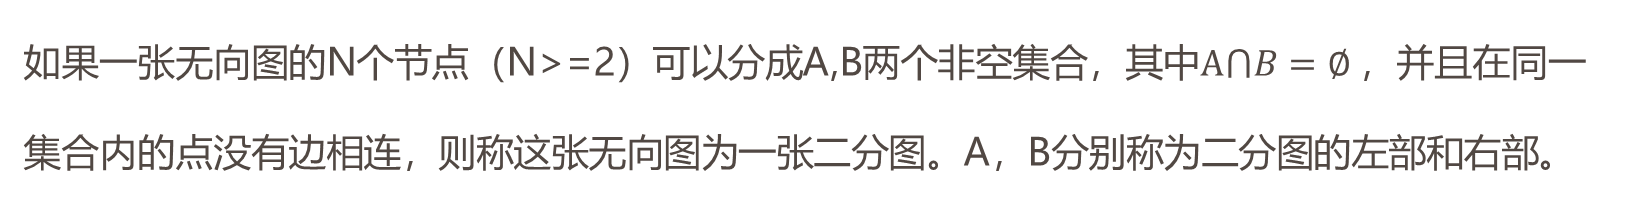 如果一张无向图的N个节点（N>=2）可以分成A,B两个非空集合，其中A∩B = ∅ ，并且在同一
集合内的点没有边相连，则称这张无向图为一张二分图。A，B分别称为二分图的左部和右部。